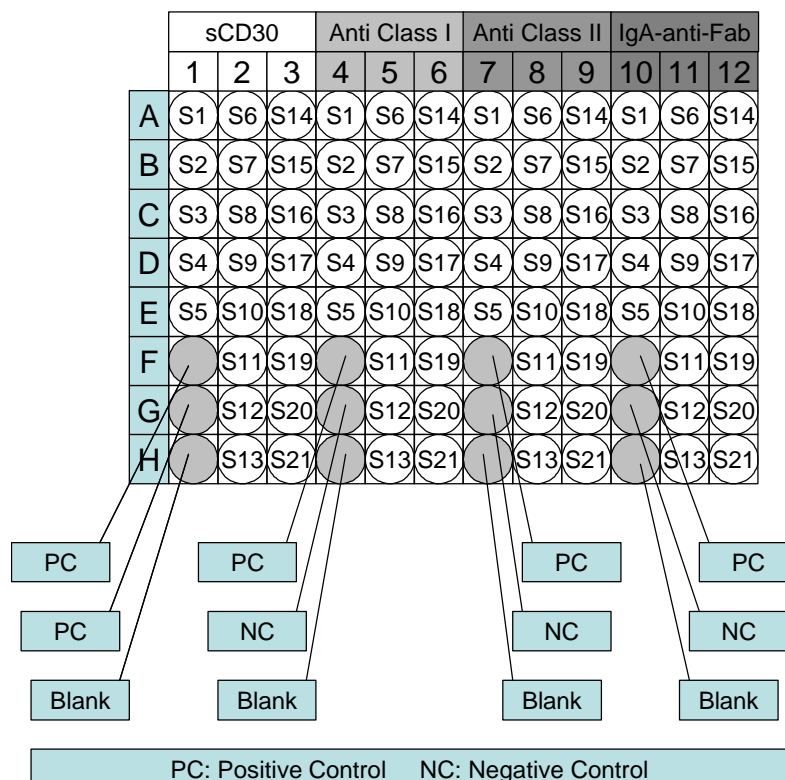 sCD30 Anti Class I Anti Class II IgA-anti-Fab
1 2 3 4 5 6 7 8 9 10 11 12
A S1 S6 S14 S1 S6 S14 S1 S6 S14 S1 S6 S14
B S2 S7 S15 S2 S7 S15 S2 S7 S15 S2 S7 S15
C S3 S8 S16 S3 S8 S16 S3 S8 S16 S3 S8 S16
D S4 S9 S17 S4 S9 S17 S4 S9 S17 S4 S9 S17
E S5 S10 S18 S5 S10 S18 S5 S10 S18 S5 S10 S18
F S11 S19 S11 S19 S11 S19 S11 S19
G S12 S20 S12 S20 S12 S20 S12 S20
H S13 S21 S13 S21 S13 S21 S13 S21
PC PC PC PC
PC NC NC NC
Blank Blank Blank Blank
PC: Positive Control NC: Negative Control